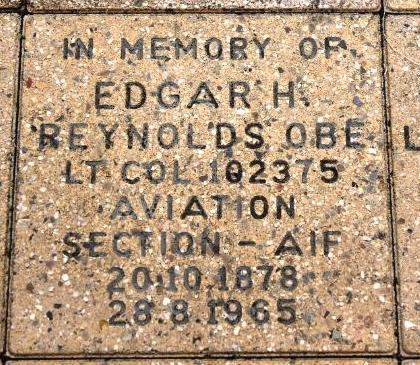 IN MEMORY OF
EDGAR H.
REYNOLDS OBE
LT COL 102375
AVIATION
SECTION - AIF
20.10.1878
28.8.1965